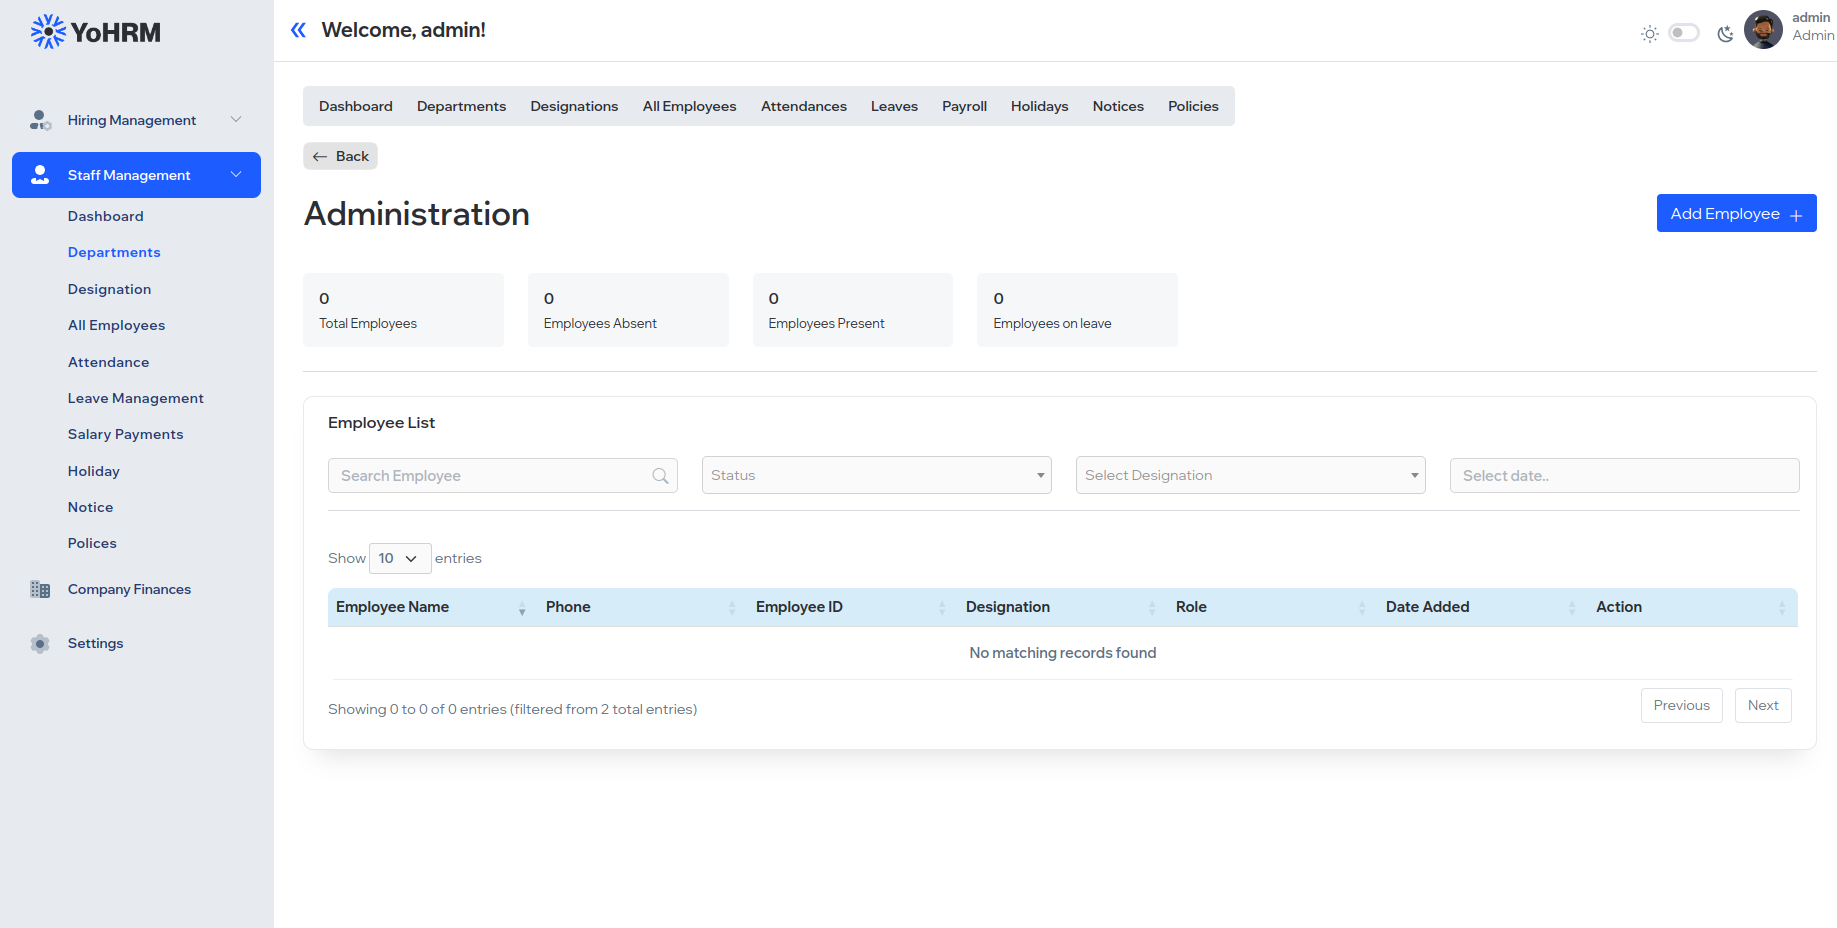 YoHRM
Welcome, admin!
admin
Admin
Hiring Management
Staff Management
Dashboard
Departments
Designation
All Employees
Attendance
Leave Management
Salary Payments
Holiday
Notice
Polices
Company Finances
Settings
Dashboard Departments Designations All Employees Attendances Leaves Payroll Holidays Notices Policies
Back
Administration
Add Employee
0
Total Employees
0
Employees Absent
0
Employees Present
0
Employees on leave
Employee List
Search Employee Status Select Designation Select date..
Show 10 entries
Employee Name Phone Employee ID Designation Role Date Added Action
No matching records found
Showing 0 to 0 of 0 entries (filtered from 2 total entries)
Previous Next